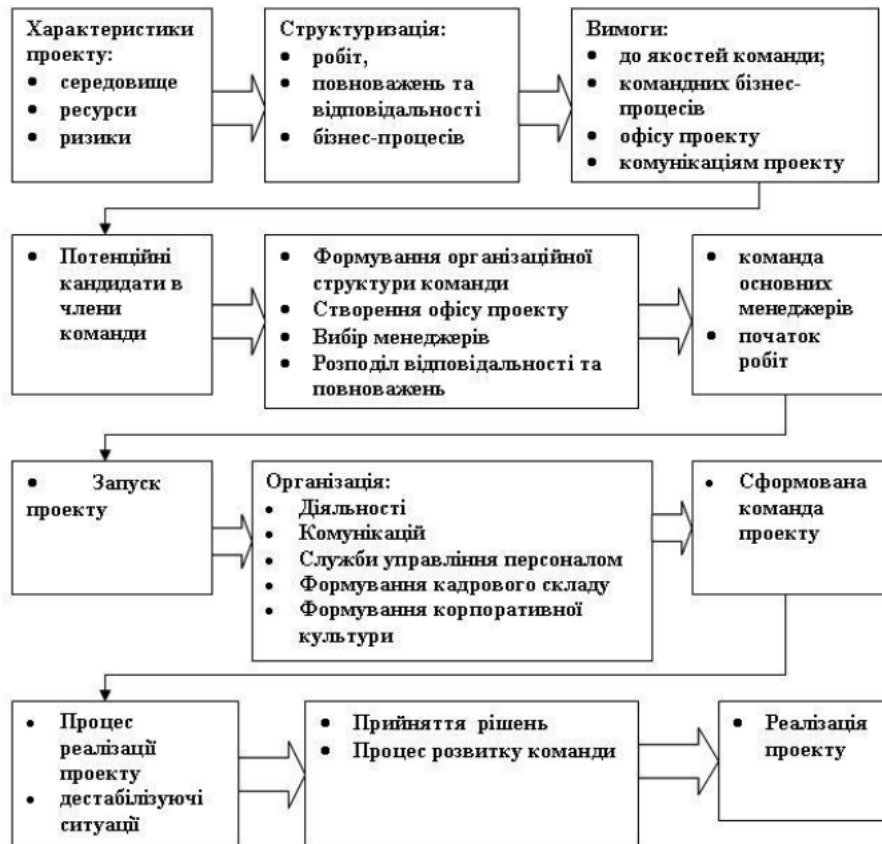 Характеристики
проекту:
● середовище
● ресурси
● ризики
Структуризація:
● робіт,
● повноважень та
відповідальності
● бізнес-процесів
Вимоги:
● до якостей команди;
● командних бізнес-
процесів
● офісу проекту
● комунікаціям проекту
● Потенційні
кандидати в
члени
команди
● Формування організаційної
структури команди
● Створення офісу проекту
● Вибір менеджерів
● Розподіл відповідальності та
повноважень
● команда
основних
менеджерів
● початок
робіт
● Запуск
проекту
Організація:
● Діяльності
● Комунікацій
● Служби управління персоналом
● Формування кадрового складу
● Формування корпоративної
культури
● Сформована
команда
проекту
● Процес
реалізації
проекту
● дестабілізуючі
ситуації
● Прийняття рішень
● Процес розвитку команди
● Реалізація
проекту